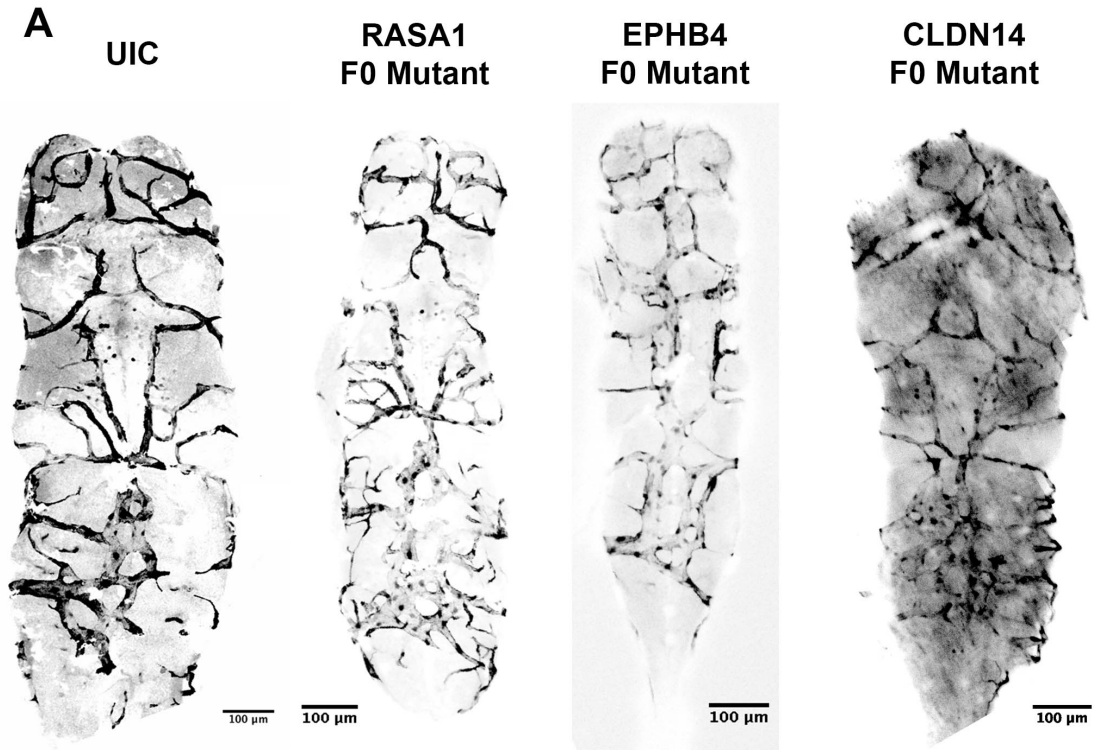 A
UIC
RASA1
F0 Mutant
EPHB4
F0 Mutant
CLDN14
F0 Mutant
100 µm
100 µm
100 µm
100 µm